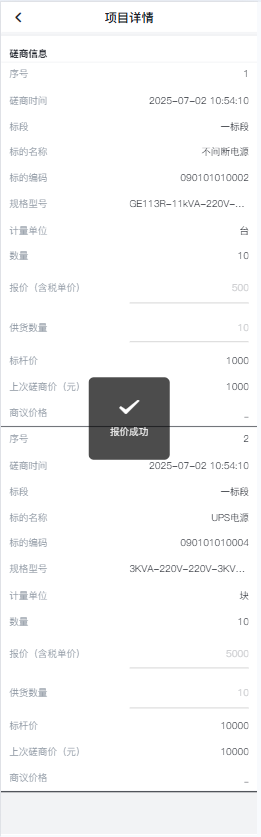 项目详情
磋商信息
序号 1
磋商时间 2025-07-02 10:54:10
标段 一标段
标的名称 不间断电源
标的编码 090101010002
规格型号 GE113R-11kVA-220V-...
计量单位 台
数量 10
报价（含税单价） 500
供货数量 10
标杆价 1000
上次磋商价（元） 1000
商议价格 _
报价成功
序号 2
磋商时间 2025-07-02 10:54:10
标段 一标段
标的名称 UPS电源
标的编码 090101010004
规格型号 3KVA-220V-220V-3KV...
计量单位 块
数量 10
报价（含税单价） 5000
供货数量 10
标杆价 10000
上次磋商价（元） 10000
商议价格 _